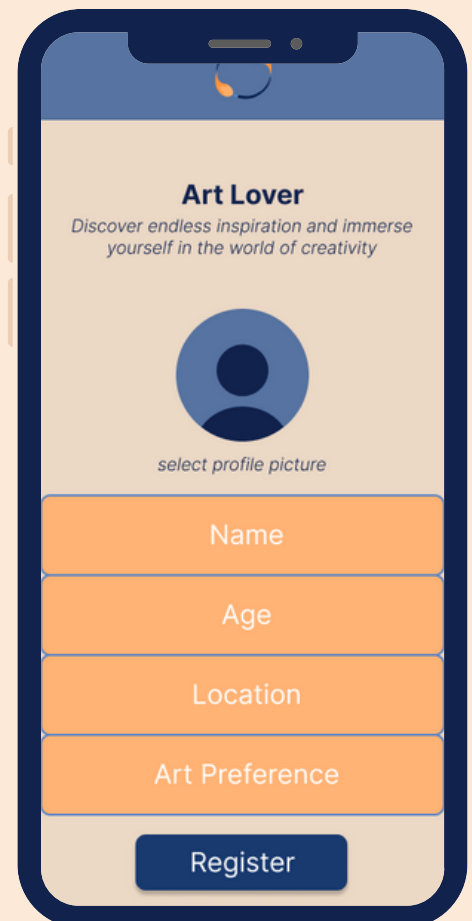 Art Lover
Discover endless inspiration and immerse
yourself in the world of creativity
select profile picture
Name
Age
Location
Art Preference
Register